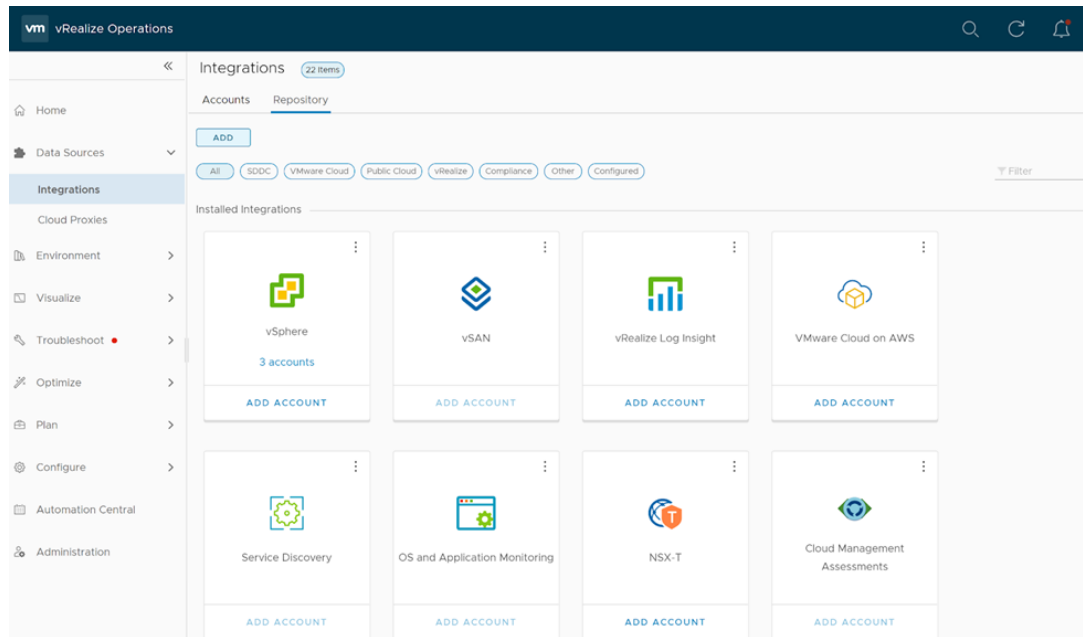 vm vRealize Operations
Integrations 22 Items
Home
Accounts Repository
ADD
Data Sources
All SDDC VMware Cloud Public Cloud vRealize Compliance Other Configured Filter
Integrations
Installed Integrations
Cloud Proxies
Environment
Visualize
Troubleshoot
Optimize
Plan
Configure
Automation Central
Administration
vSphere
3 accounts
ADD ACCOUNT
vSAN
ADD ACCOUNT
vRealize Log Insight
ADD ACCOUNT
VMware Cloud on AWS
ADD ACCOUNT
Service Discovery
ADD ACCOUNT
OS and Application Monitoring
ADD ACCOUNT
T
NSX-T
ADD ACCOUNT
Cloud Management
Assessments
ADD ACCOUNT